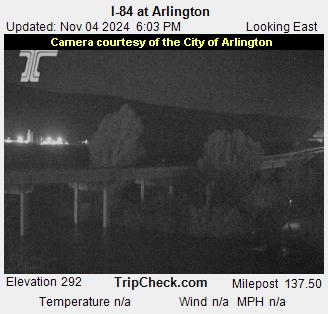 I-84 at Arlington
Updated: Nov 04 2024 6:03 PM Looking East
Camera courtesy of the City of Arlington
Elevation 292 TripCheck.com Milepost 137.50
Temperature n/a Wind n/a MPH n/a